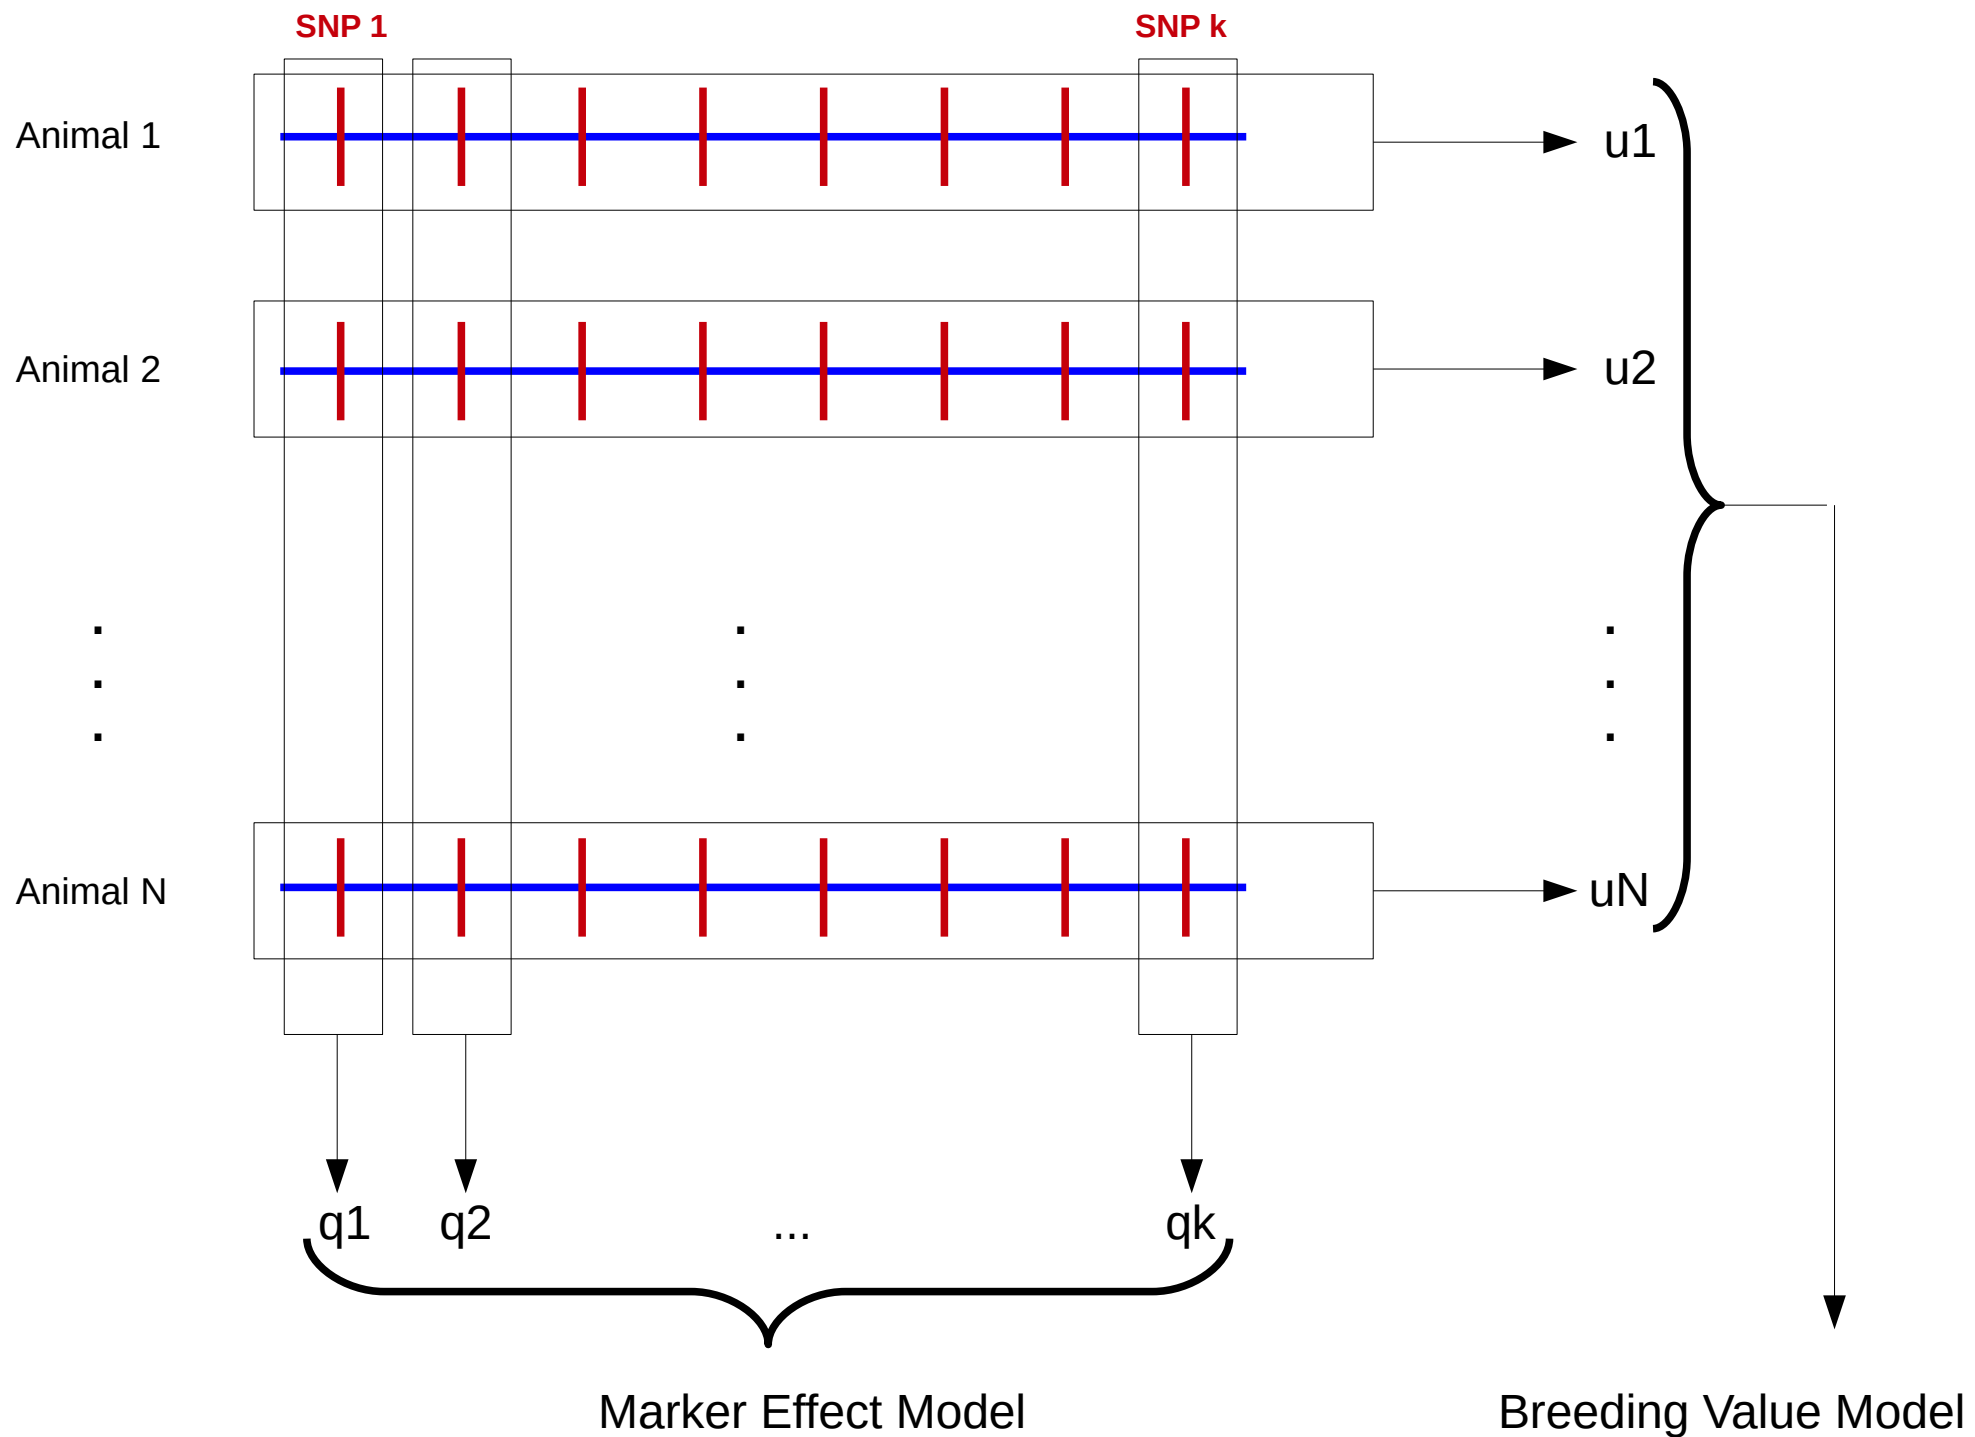 SNP 1
SNP k
Animal 1
u1
Animal 2
u2
. . .
. . .
. . .
Animal N
uN
q1
q2
...
qk
Marker Effect Model
Breeding Value Model